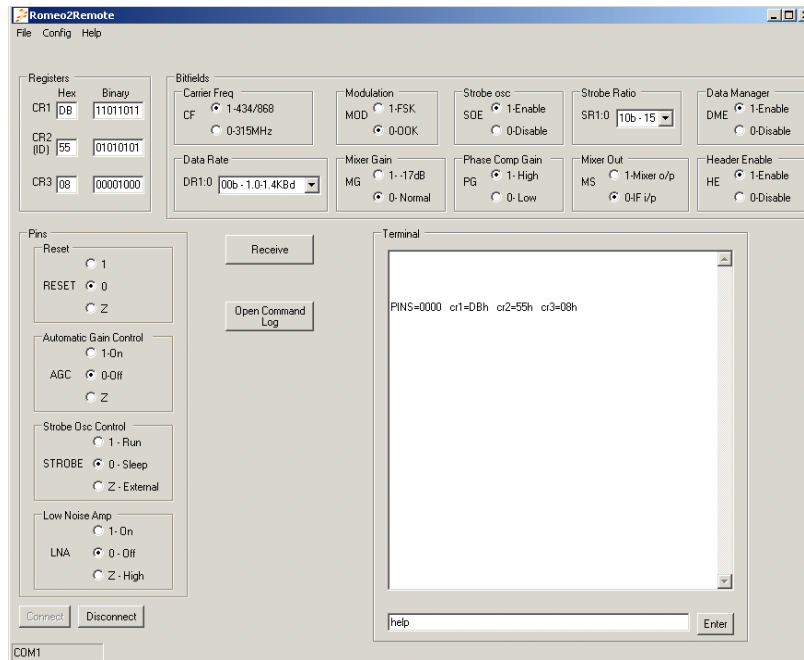 Romeo2Remote
File Config Help
Registers
Hex Binary
CR1 DB 11011011
CR2
(ID) 55 01010101
CR3 08 00001000
Bitfields
Carrier Freq
CF 1-434/868
0-315MHz
Modulation
MOD 1-FSK
0-OOK
Strobe osc
SOE 1-Enable
0-Disable
Strobe Ratio
SR1:0 10b - 15
Data Manager
DME 1-Enable
0-Disable
Data Rate
DR1:0 00b - 1.0-1.4KBd
Mixer Gain
MG 1- -17dB
0- Normal
Phase Comp Gain
PG 1- High
0- Low
Mixer Out
MS 1-Mixer o/p
0-IF i/p
Header Enable
HE 1-Enable
0-Disable
Pins
Reset
1
RESET 0
Z
Automatic Gain Control
1-On
AGC 0-Off
Z
Strobe Osc Control
1 - Run
STROBE 0 - Sleep
Z - External
Low Noise Amp
1- On
LNA 0 - Off
Z - High
Connect Disconnect
Receive
Open Command
Log
Terminal
PINS=0000 cr1=DBh cr2=55h cr3=08h
help Enter
COM1